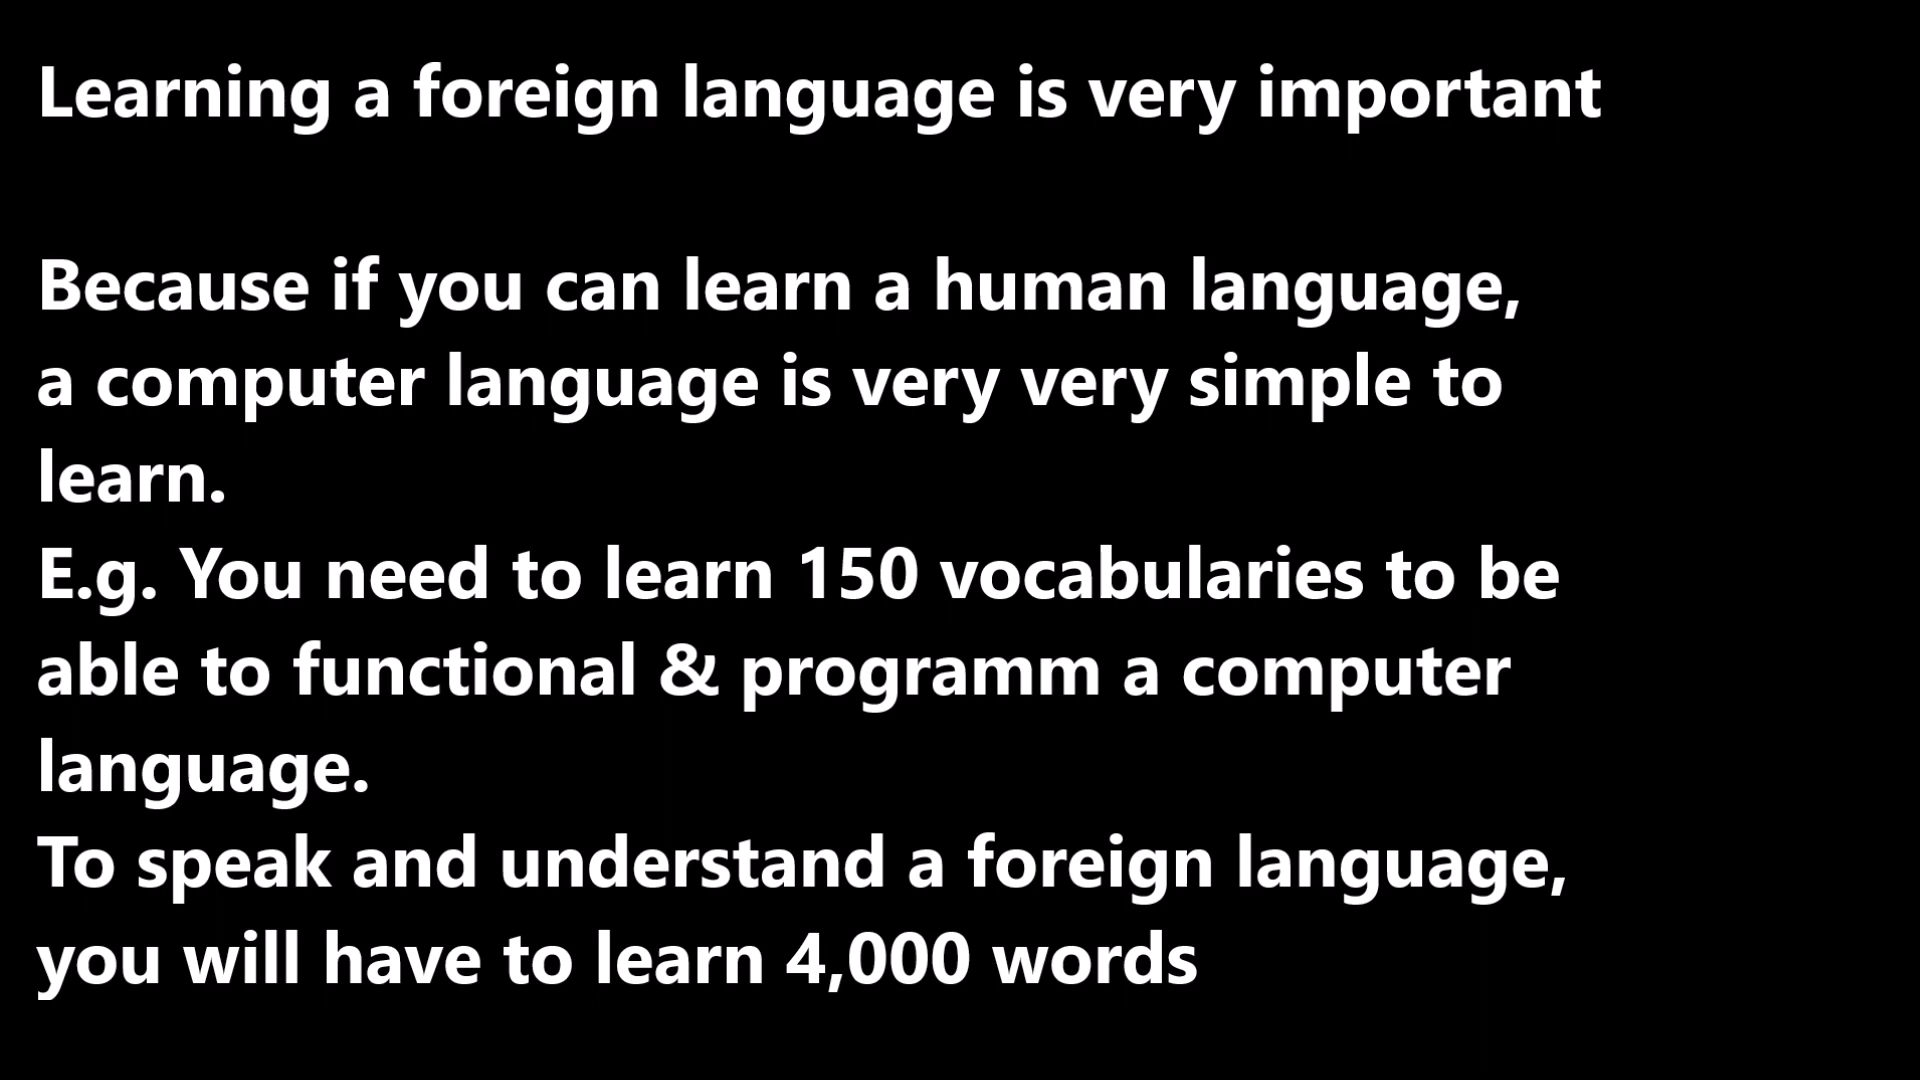 Learning a foreign language is very important
Because if you can learn a human language,
a computer language is very very simple to
learn.
E.g. You need to learn 150 vocabularies to be
able to functional & programm a computer
language.
To speak and understand a foreign language,
you will have to learn 4,000 words